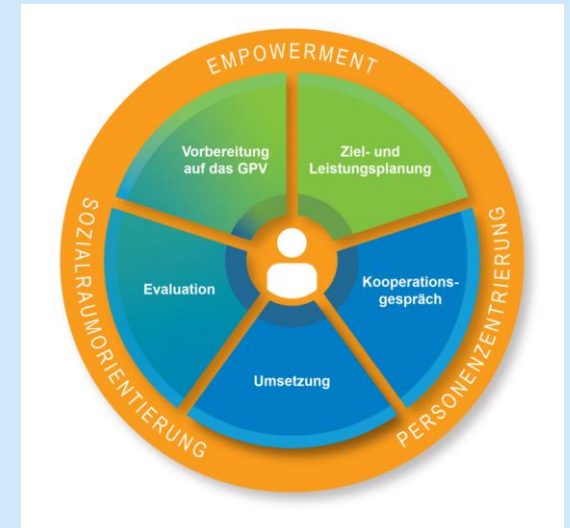 EMPOWERMENT
Vorbereitung
auf das GPV
Ziel- und
Leistungsplanung
Evaluation
Kooperations-
gespräch
Umsetzung
SOZIALRAUMORIENTIERUNG
PERSONENZENTRIERUNG